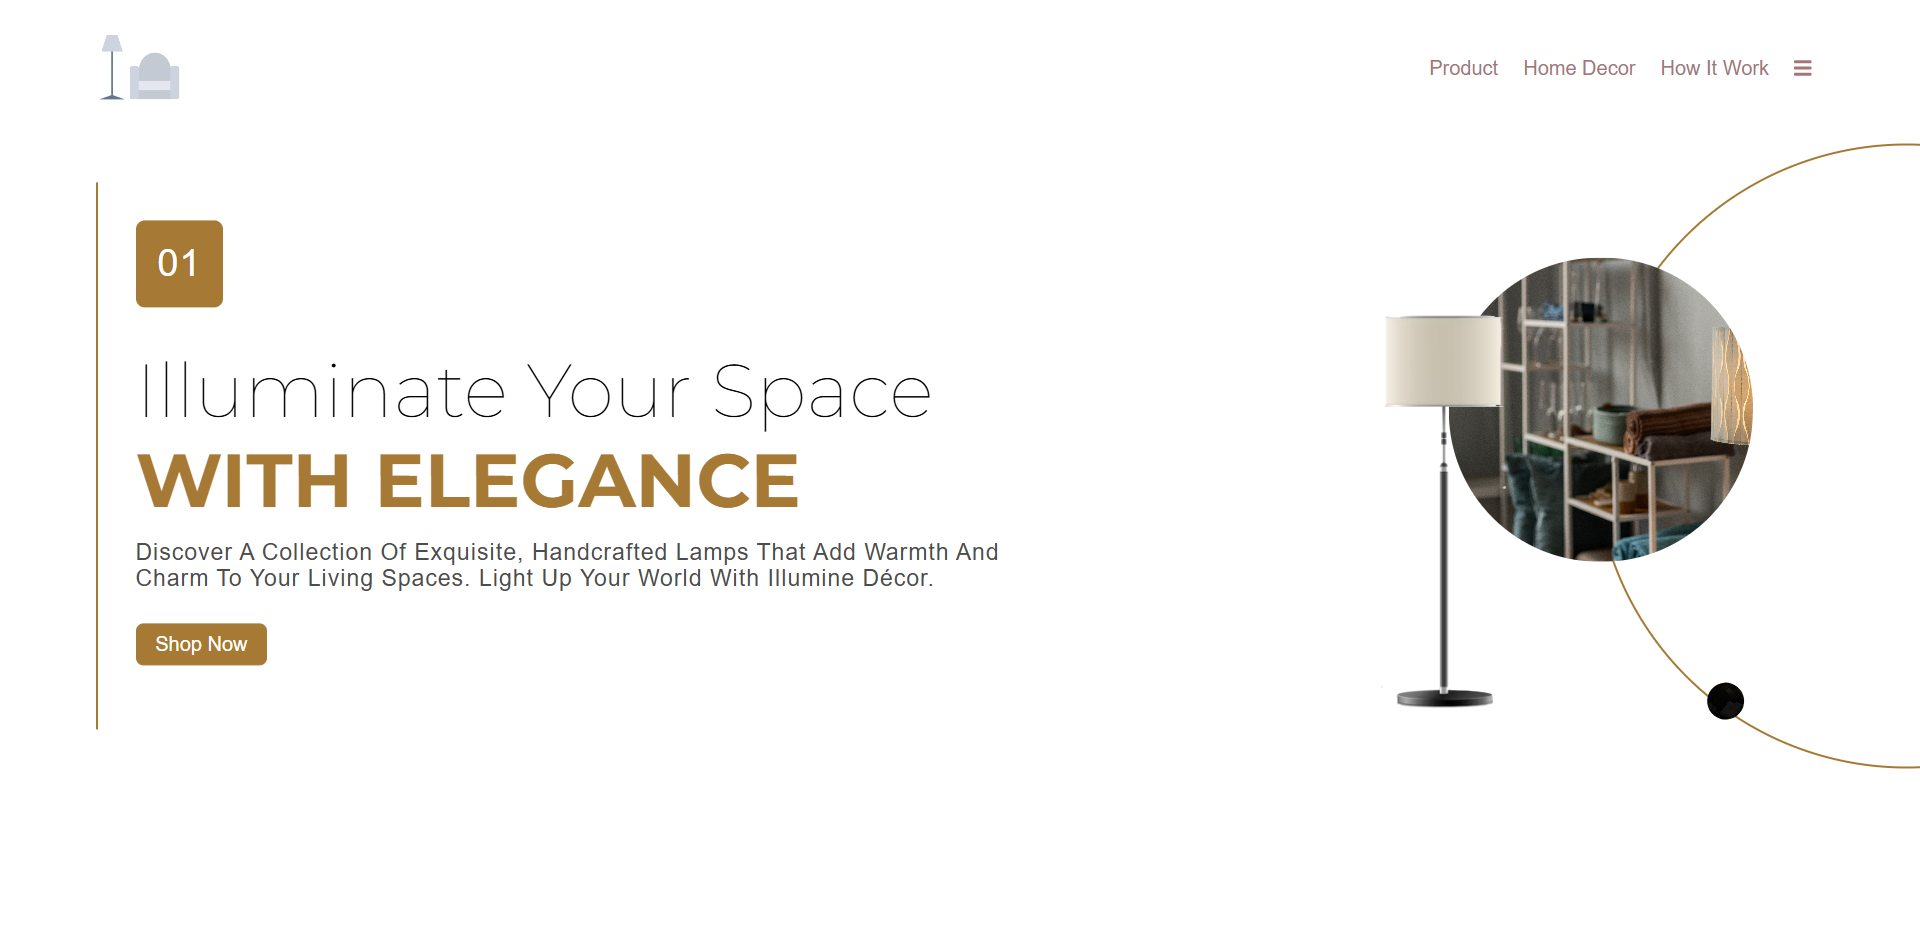 Product Home Decor How It Work
01
Illuminate Your Space
WITH ELEGANCE
Discover A Collection Of Exquisite, Handcrafted Lamps That Add Warmth And
Charm To Your Living Spaces. Light Up Your World With Illumine Décor.
Shop Now